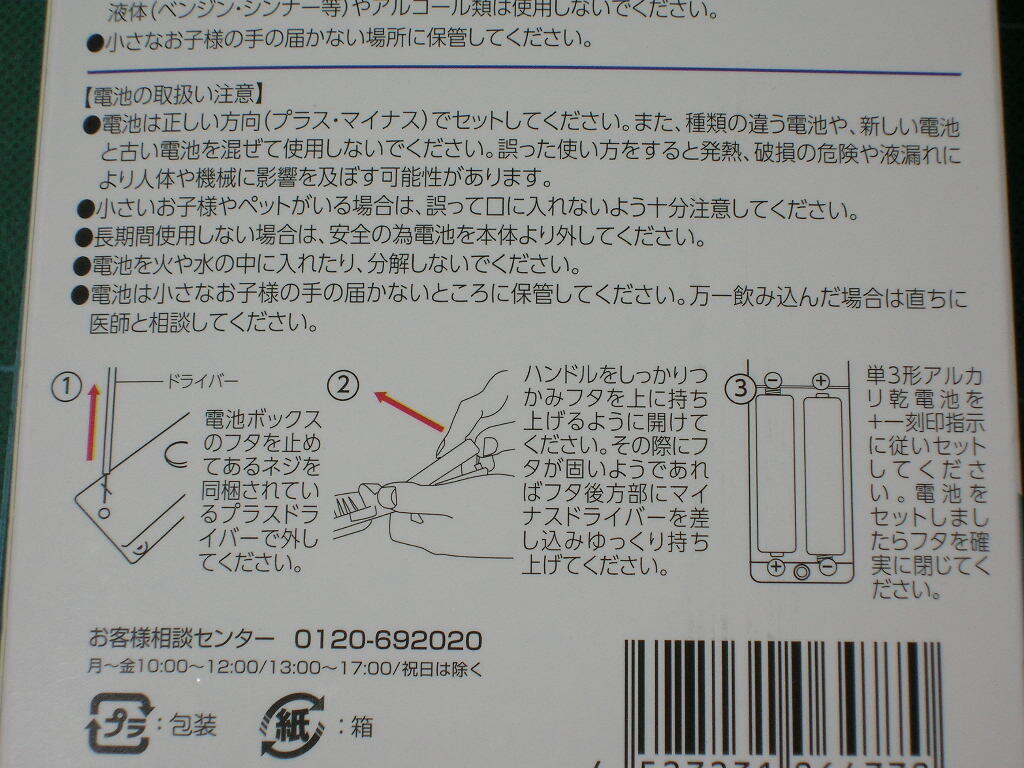 液体(ベンジン・シンナー等)やアルコール類は使用しないでください。
●小さなお子様の手の届かない場所に保管してください。
【電池の取扱い注意】
●電池は正しい方向(プラス・マイナス)でセットしてください。また、種類の違う電池や、新しい電池
と古い電池を混ぜて使用しないでください。誤った使い方をすると発熱、破損の危険や液漏れに
より人体や機械に影響を及ぼす可能性があります。
●小さいお子様やペットがいる場合は、誤って口に入れないよう十分注意してください。
●長期間使用しない場合は、安全の為電池を本体より外してください。
●電池を火や水の中に入れたり、分解しないでください。
●電池は小さなお子様の手の届かないところに保管してください。万一飲み込んだ場合は直ちに
医師と相談してください。
①
ドライバー
電池ボックス
のフタを止め
てあるネジを
同梱されてい
るプラスドラ
イバーで外し
てください。
②
ハンドルをしっかりつ
かみフタを上に持ち
上げるように開けて
ください。その際にフ
タが固いようであれ
ばフタ後方部にマイ
ナスドライバーを差
し込みゆっくり持ち
上げてください。
③
単3形アルカ
リ乾電池を
+−刻印指示
に従いセット
してくださ
い。電池を
セットしまし
たらフタを確
実に閉じてく
ださい。
お客様相談センター 0120-692020
月〜金10:00〜12:00/13:00〜17:00/祝日は除く
プラ:包装
紙:箱